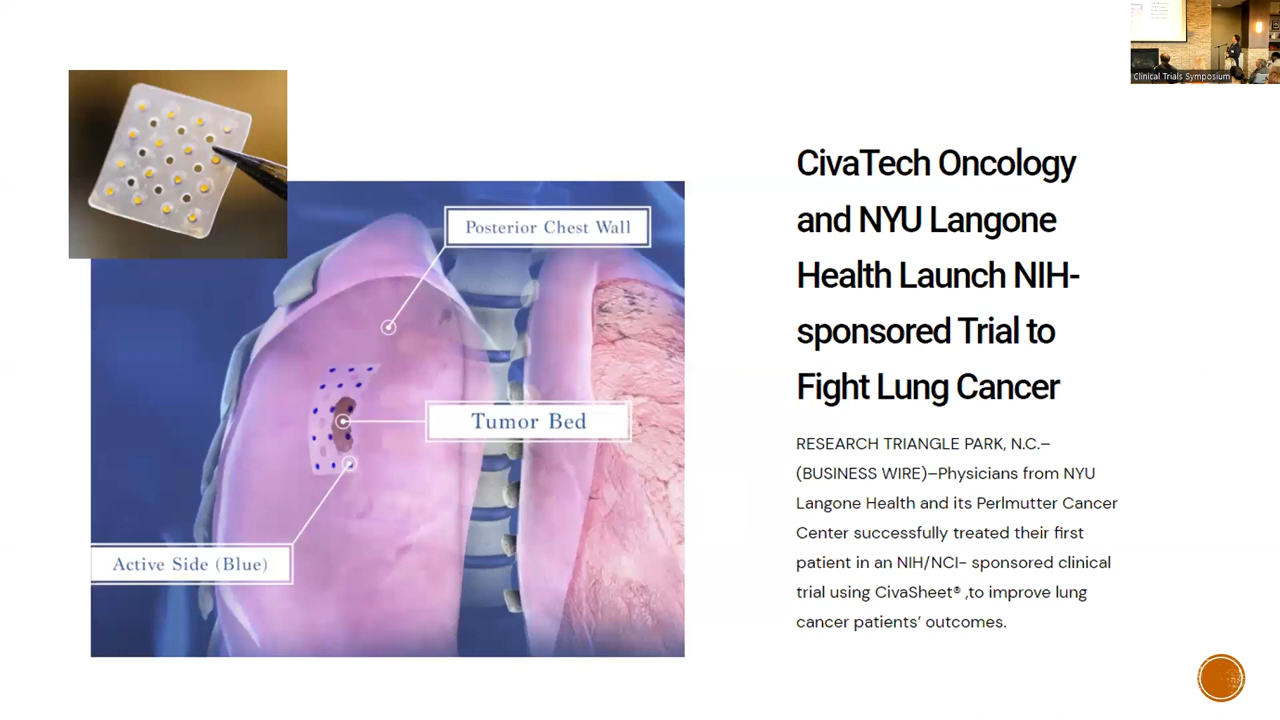 Clinical Trials Symposium
CivaTech Oncology
and NYU Langone
Health Launch NIH-
sponsored Trial to
Fight Lung Cancer
RESEARCH TRIANGLE PARK, N.C.–
(BUSINESS WIRE)–Physicians from NYU
Langone Health and its Perlmutter Cancer
Center successfully treated their first
patient in an NIH/NCI- sponsored clinical
trial using CivaSheet® ,to improve lung
cancer patients’ outcomes.
Posterior Chest Wall
Tumor Bed
Active Side (Blue)